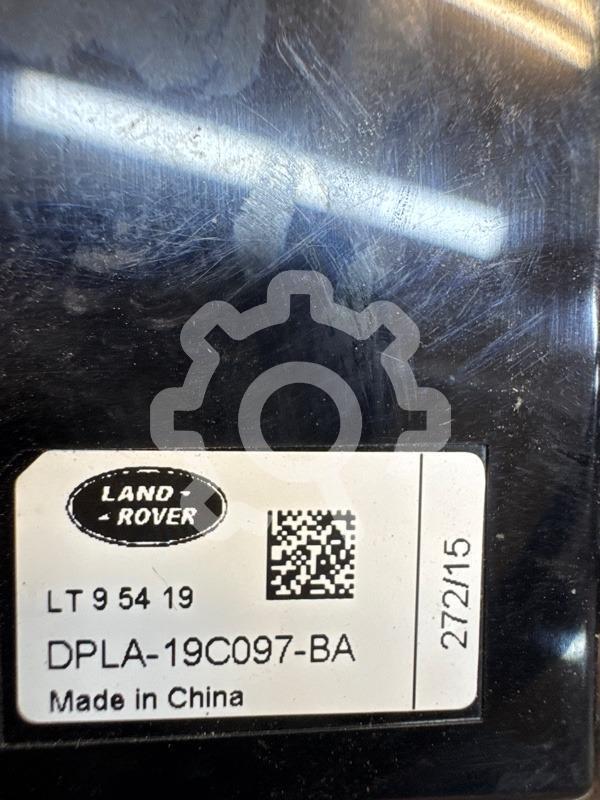 LAND -
- ROVER
LT 9 54 19
DPLA-19C097-BA
Made in China
272/15